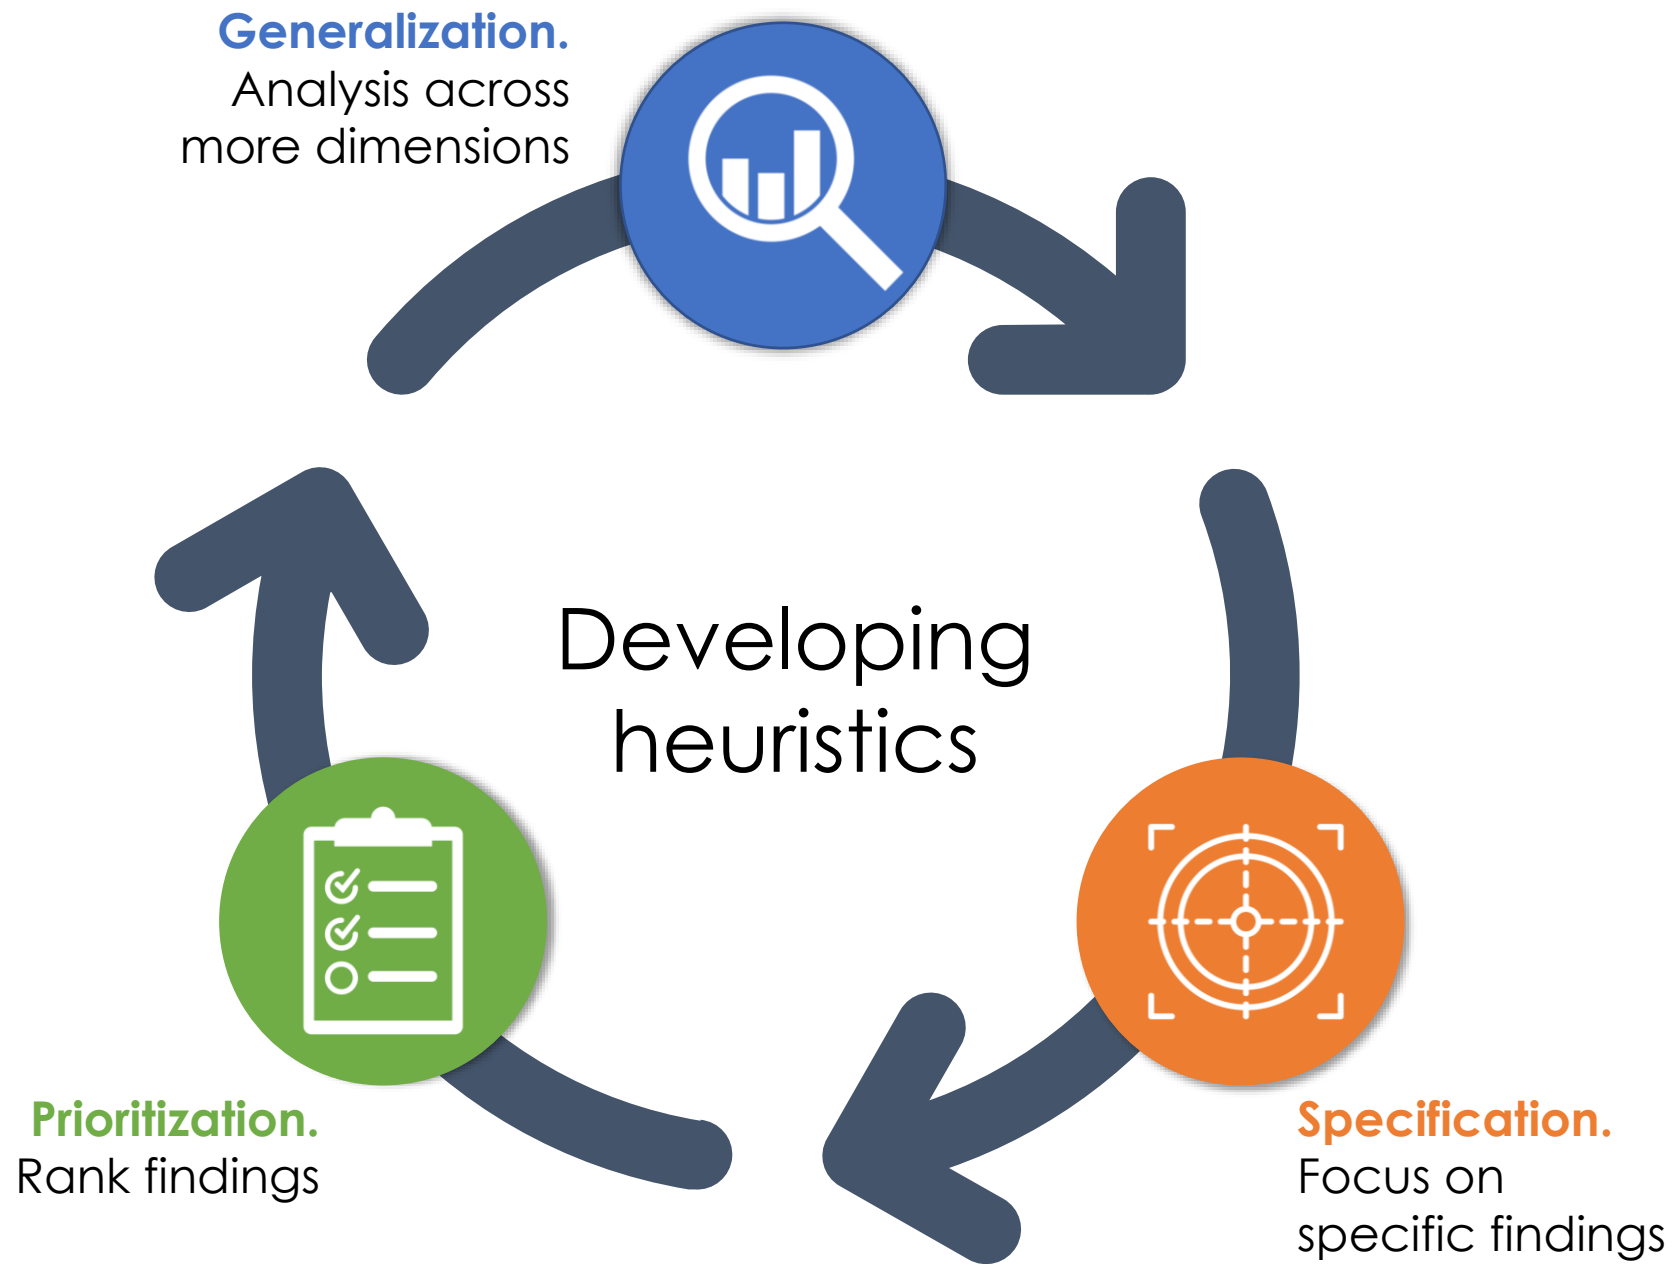 Generalization.
Analysis across
more dimensions
Developing
heuristics
Prioritization.
Rank findings
Specification.
Focus on
specific findings